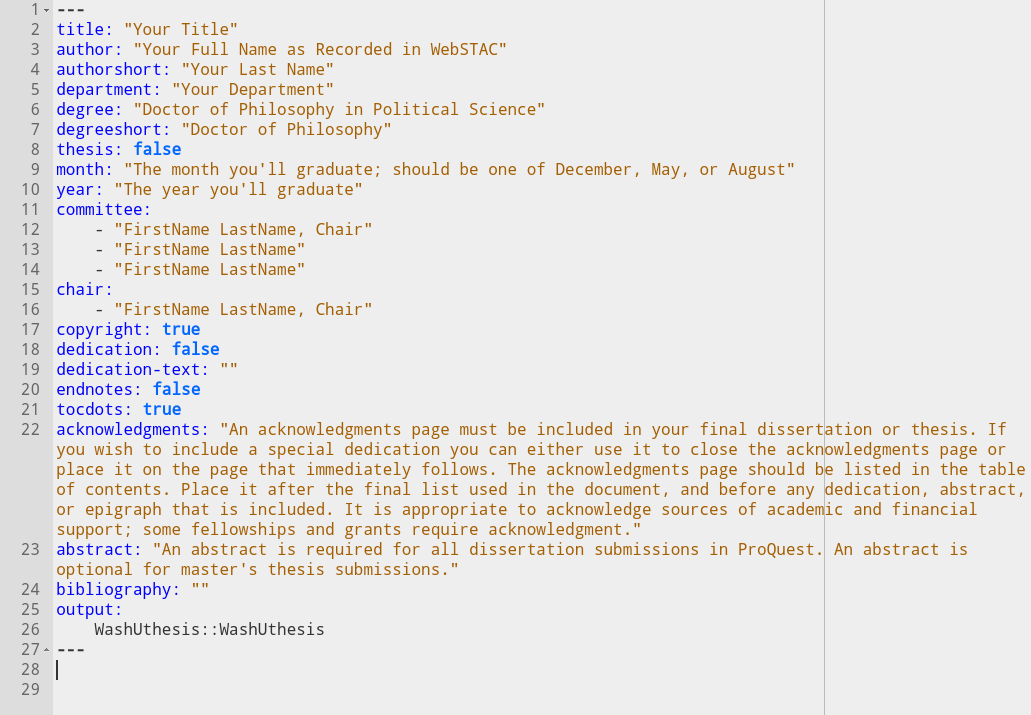 1 ---
2 title: "Your Title"
3 author: "Your Full Name as Recorded in WebSTAC"
4 authorshort: "Your Last Name"
5 department: "Your Department"
6 degree: "Doctor of Philosophy in Political Science"
7 degreeshort: "Doctor of Philosophy"
8 thesis: false
9 month: "The month you'll graduate; should be one of December, May, or August"
10 year: "The year you'll graduate"
11 committee:
12     - "FirstName LastName, Chair"
13     - "FirstName LastName"
14     - "FirstName LastName"
15 chair:
16     - "FirstName LastName, Chair"
17 copyright: true
18 dedication: false
19 dedication-text: ""
20 endnotes: false
21 tocdots: true
22 acknowledgments: "An acknowledgments page must be included in your final dissertation or thesis. If
you wish to include a special dedication you can either use it to close the acknowledgments page or
place it on the page that immediately follows. The acknowledgments page should be listed in the table
of contents. Place it after the final list used in the document, and before any dedication, abstract,
or epigraph that is included. It is appropriate to acknowledge sources of academic and financial
support; some fellowships and grants require acknowledgment."
23 abstract: "An abstract is required for all dissertation submissions in ProQuest. An abstract is
optional for master's thesis submissions."
24 bibliography: ""
25 output:
26     WashUthesis::WashUthesis
27 ---
28
29